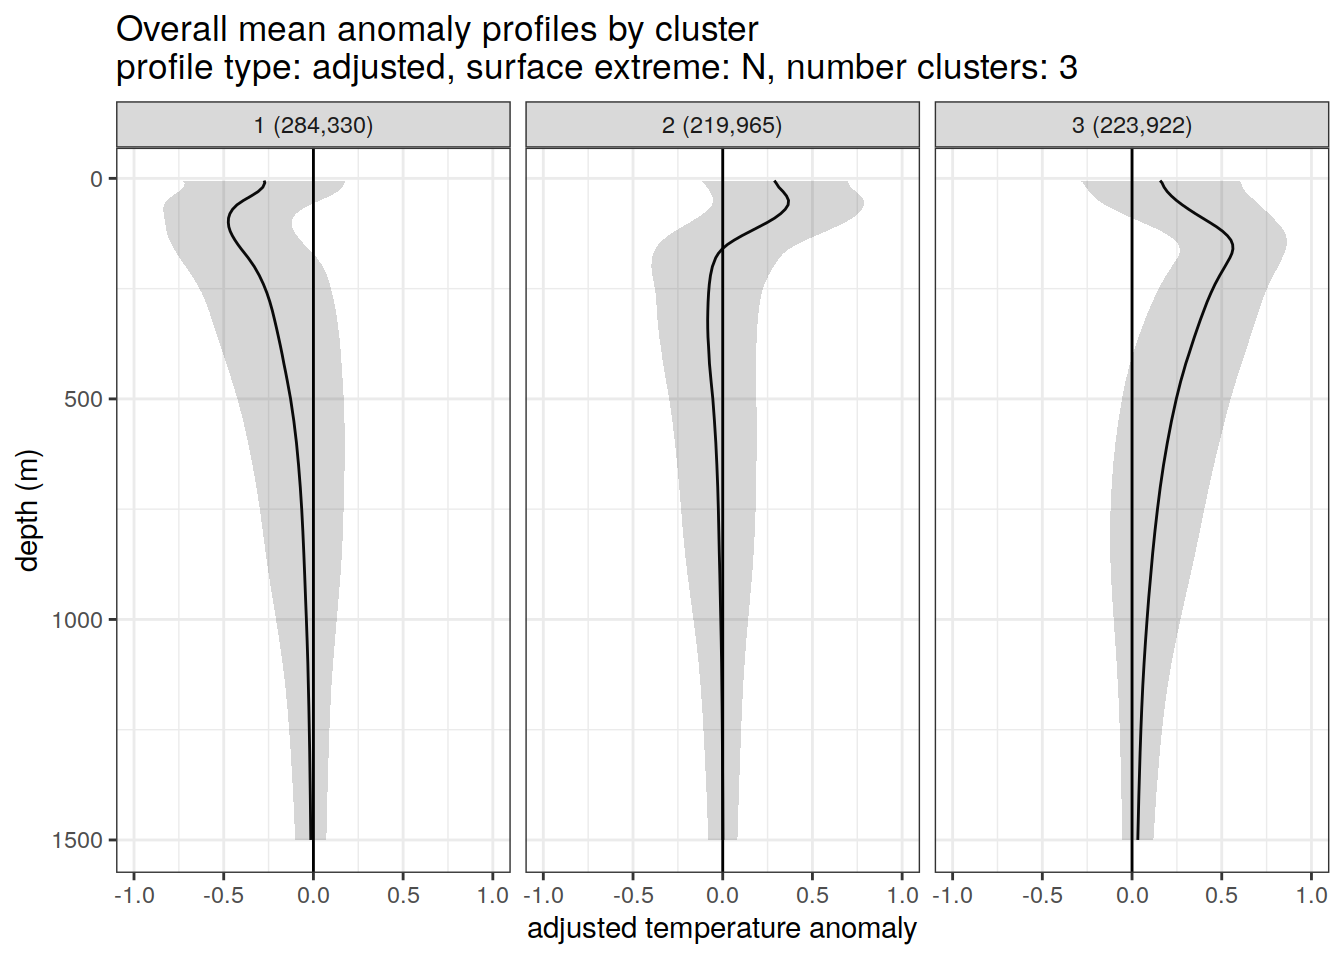 Overall mean anomaly profiles by cluster
profile type: adjusted, surface extreme: N, number clusters: 3
1 (284,330)
2 (219,965)
3 (223,922)
0
500
1000
1500
depth (m)
-1.0 -0.5 0.0 0.5 1.0
-1.0 -0.5 0.0 0.5 1.0
-1.0 -0.5 0.0 0.5 1.0
adjusted temperature anomaly